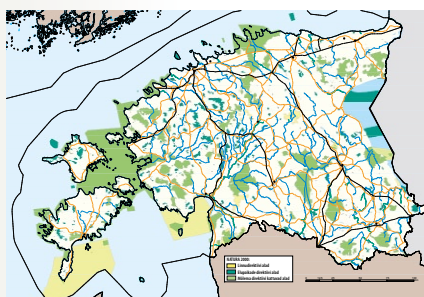 NATURA 2000:
Linnudirektiivi alad
Elupaikade direktiivi alad
Mõlema direktiivi kattuvad alad